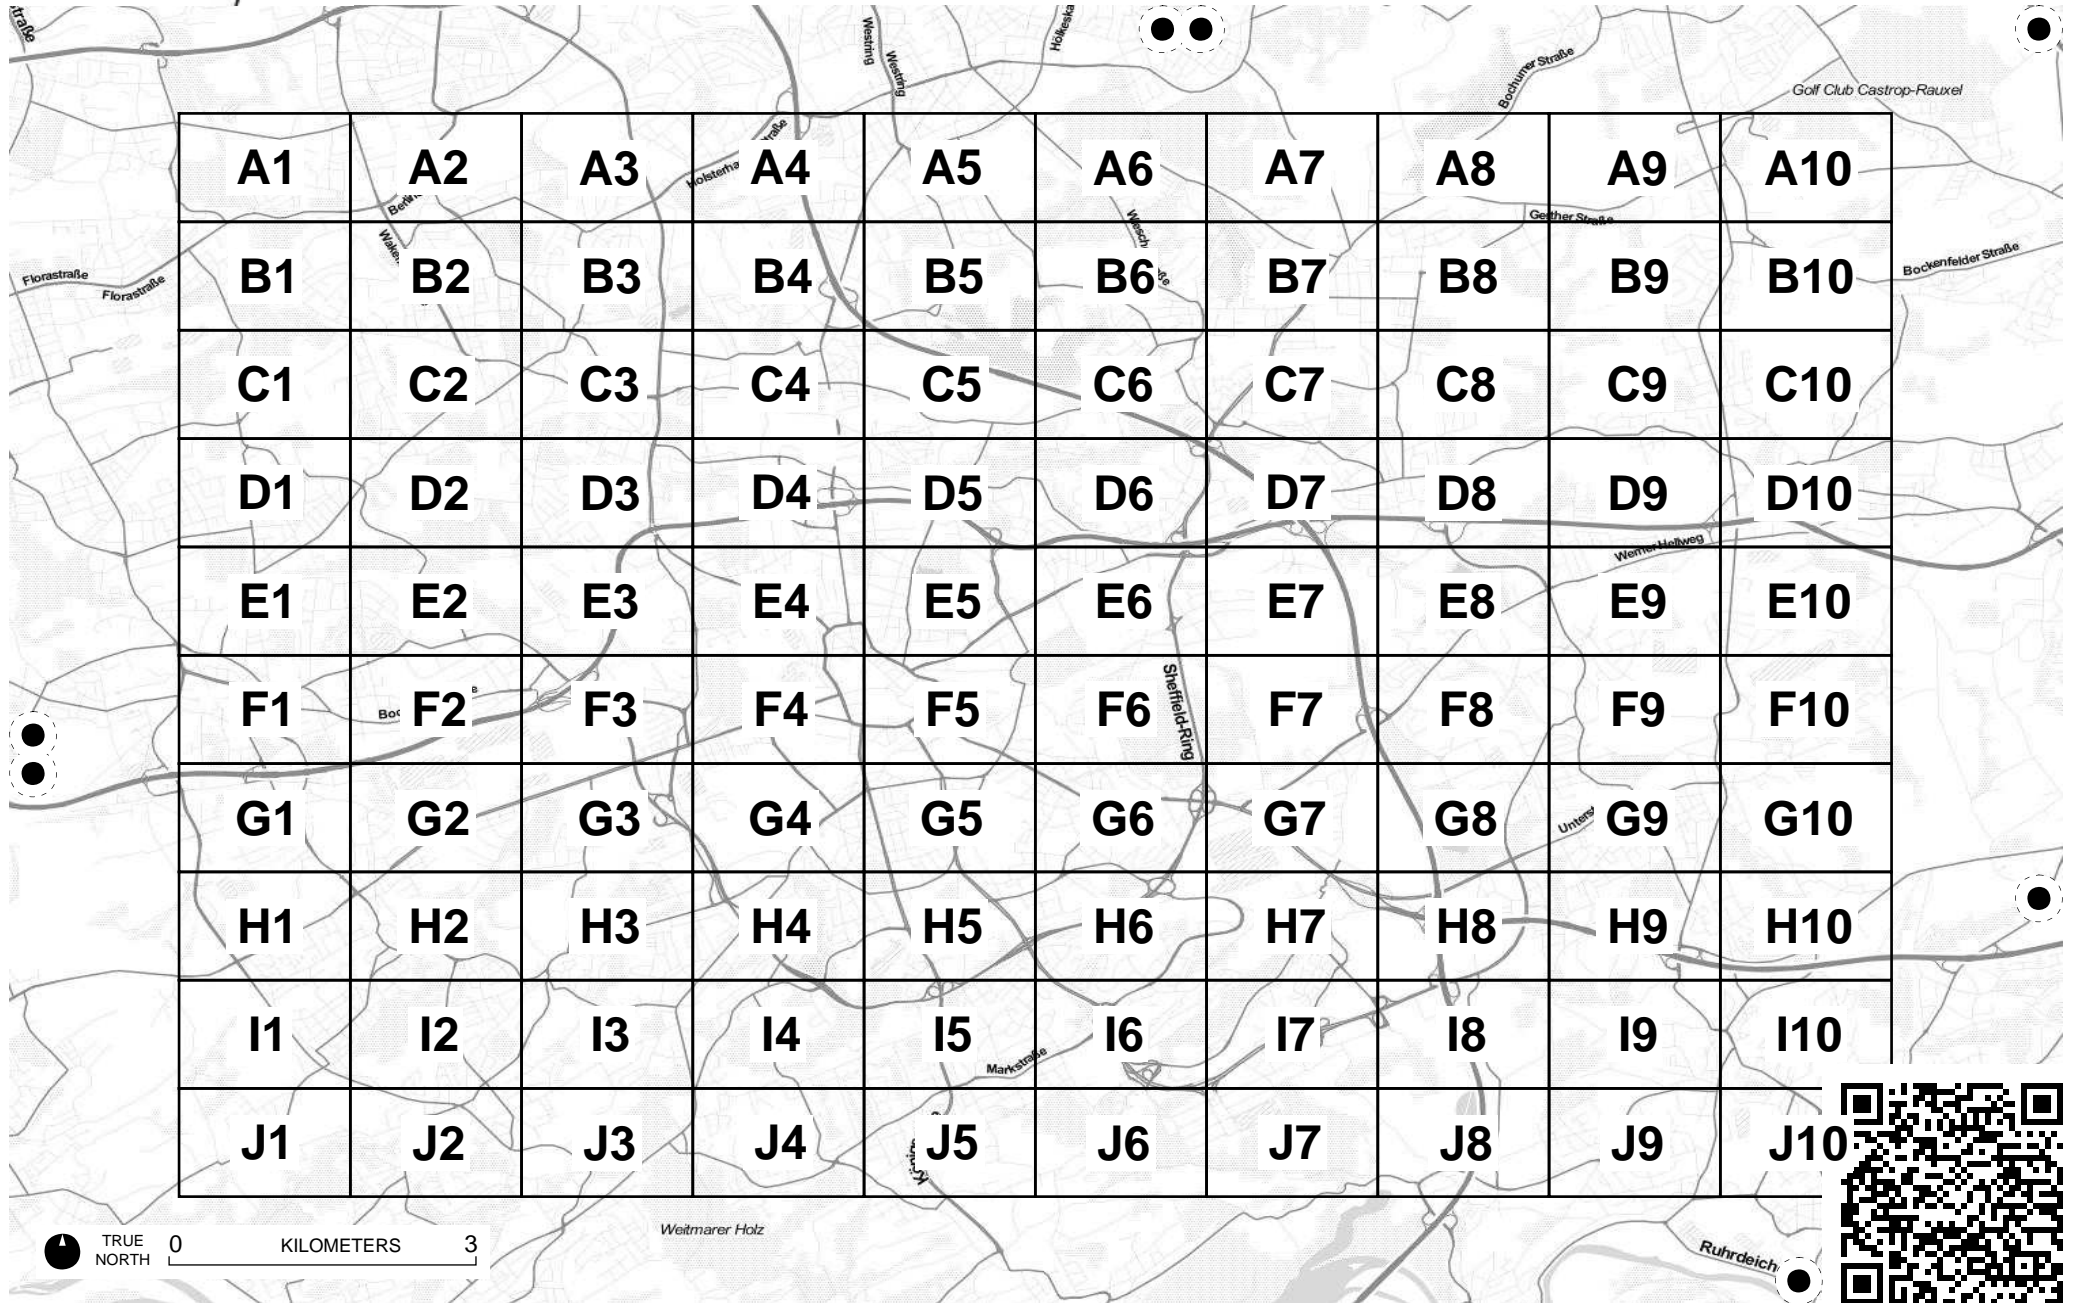 Westring
Westring
Bochumer Straße
Golf Club Castrop-Rauxel
A1 A2 A3 A4 A5 A6 A7 A8 A9 A10
Gerther Straße
Florastraße
Florastraße
Bockenfelder Straße
B1 B2 B3 B4 B5 B6 B7 B8 B9 B10
C1 C2 C3 C4 C5 C6 C7 C8 C9 C10
D1 D2 D3 D4 D5 D6 D7 D8 D9 D10
Werner Hellweg
E1 E2 E3 E4 E5 E6 E7 E8 E9 E10
F1 F2 F3 F4 F5 F6 F7 F8 F9 F10
Sheffield-Ring
G1 G2 G3 G4 G5 G6 G7 G8 G9 G10
H1 H2 H3 H4 H5 H6 H7 H8 H9 H10
I1 I2 I3 I4 I5 I6 I7 I8 I9 I10
Markstraße
J1 J2 J3 J4 J5 J6 J7 J8 J9 J10
Weitmarer Holz
TRUE
NORTH
0 KILOMETERS 3